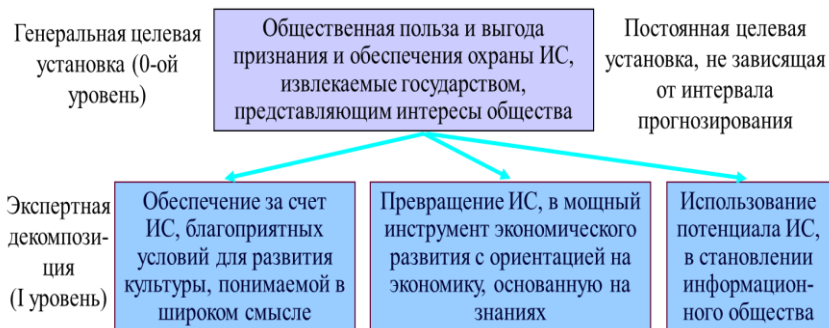 Генеральная целевая
установка (0-ой
уровень)
Общественная польза и выгода
признания и обеспечения охраны ИС,
извлекаемые государством,
представляющим интересы общества
Постоянная целевая
установка, не зависящая
от интервала
прогнозирования
Экспертная
декомпози-
ция
(I уровень)
Обеспечение за счет
ИС, благоприятных
условий для развития
культуры, понимаемой в
широком смысле
Превращение ИС, в мощный
инструмент экономического
развития с ориентацией на
экономику, основанную на
знаниях
Использование
потенциала ИС,
в становлении
информацион-
ного общества